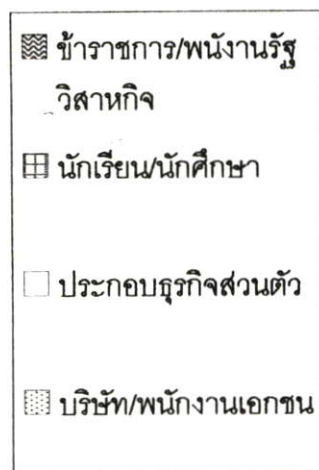 ข้าราชการ/พนังานรัฐ
วิสาหกิจ
นักเรียน/นักศึกษา
ประกอบธุรกิจส่วนตัว
บริษัท/พนักงานเอกชน